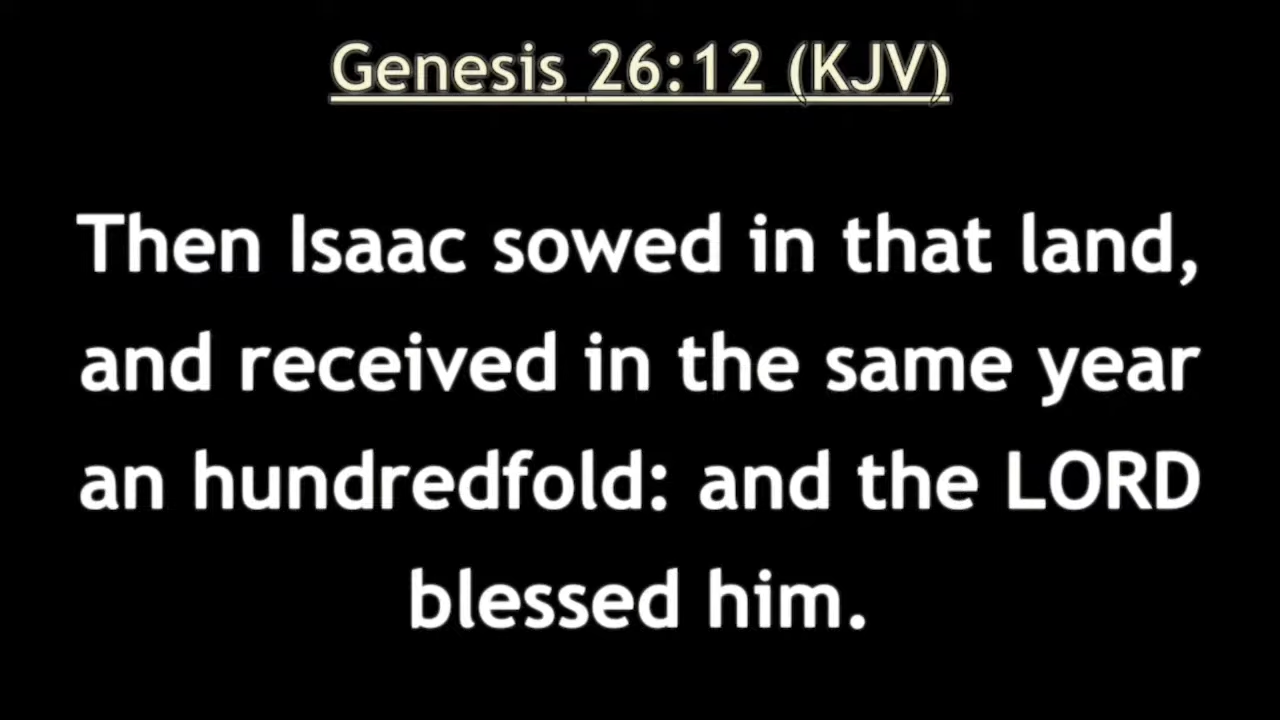 Genesis 26:12 (KJV)
Then Isaac sowed in that land,
and received in the same year
an hundredfold: and the LORD
blessed him.